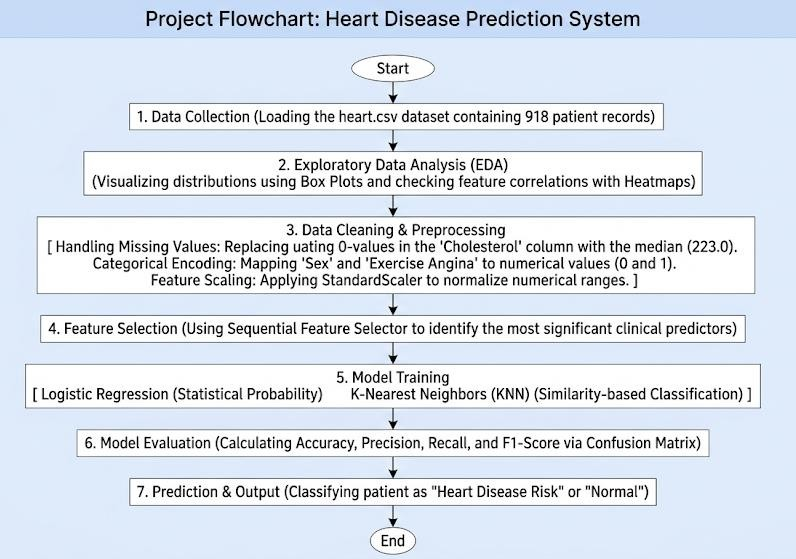 Project Flowchart: Heart Disease Prediction System
Start
1. Data Collection (Loading the heart.csv dataset containing 918 patient records)
2. Exploratory Data Analysis (EDA)
(Visualizing distributions using Box Plots and checking feature correlations with Heatmaps)
3. Data Cleaning & Preprocessing
[ Handling Missing Values: Replacing uating 0-values in the 'Cholesterol' column with the median (223.0).
Categorical Encoding: Mapping 'Sex' and 'Exercise Angina' to numerical values (0 and 1).
Feature Scaling: Applying StandardScaler to normalize numerical ranges. ]
4. Feature Selection (Using Sequential Feature Selector to identify the most significant clinical predictors)
5. Model Training
[ Logistic Regression (Statistical Probability) K-Nearest Neighbors (KNN) (Similarity-based Classification) ]
6. Model Evaluation (Calculating Accuracy, Precision, Recall, and F1-Score via Confusion Matrix)
7. Prediction & Output (Classifying patient as "Heart Disease Risk" or "Normal")
End